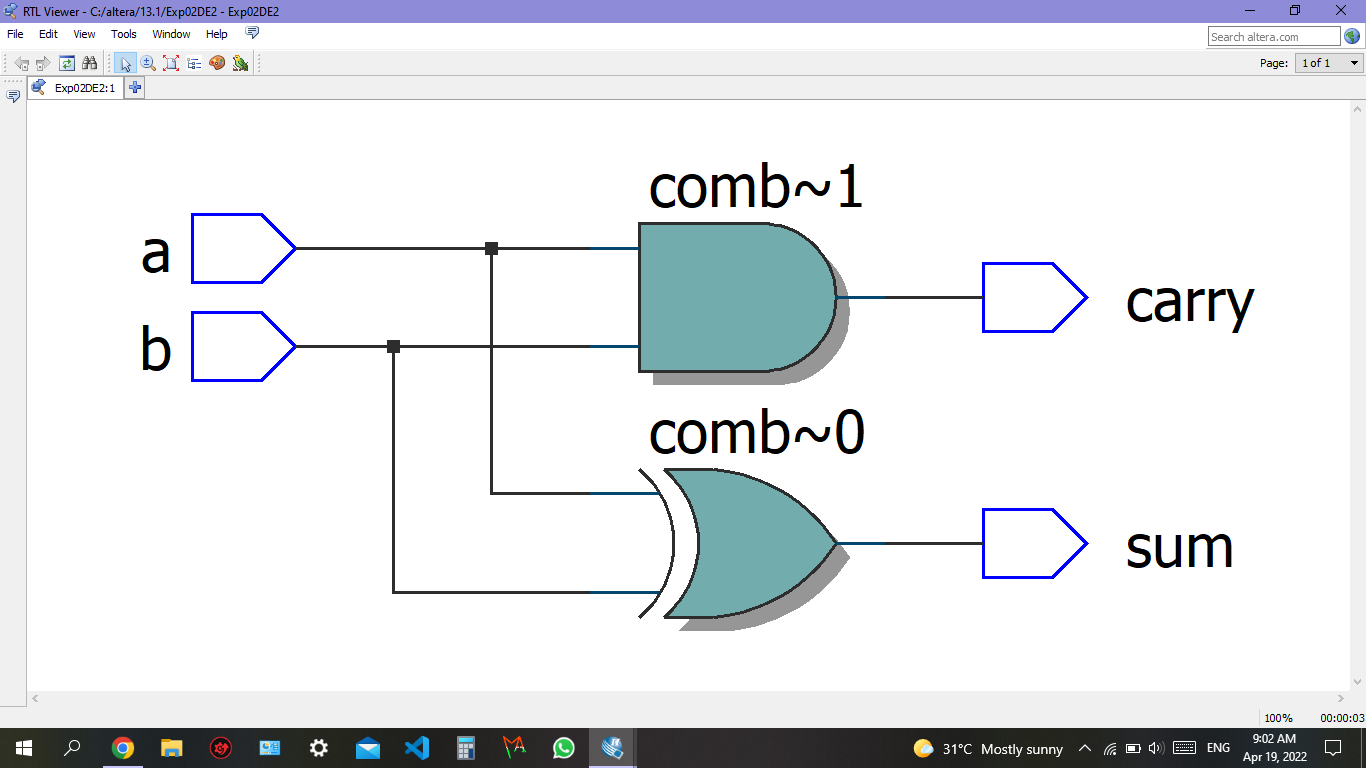 RTL Viewer - C:/altera/13.1/Exp02DE2 - Exp02DE2
File Edit View Tools Window Help
Search altera.com
Page: 1 of 1
Exp02DE2:1
comb~1
a
carry
b
comb~0
sum
100% 00:00:03
31°C Mostly sunny
ENG
9:02 AM
Apr 19, 2022